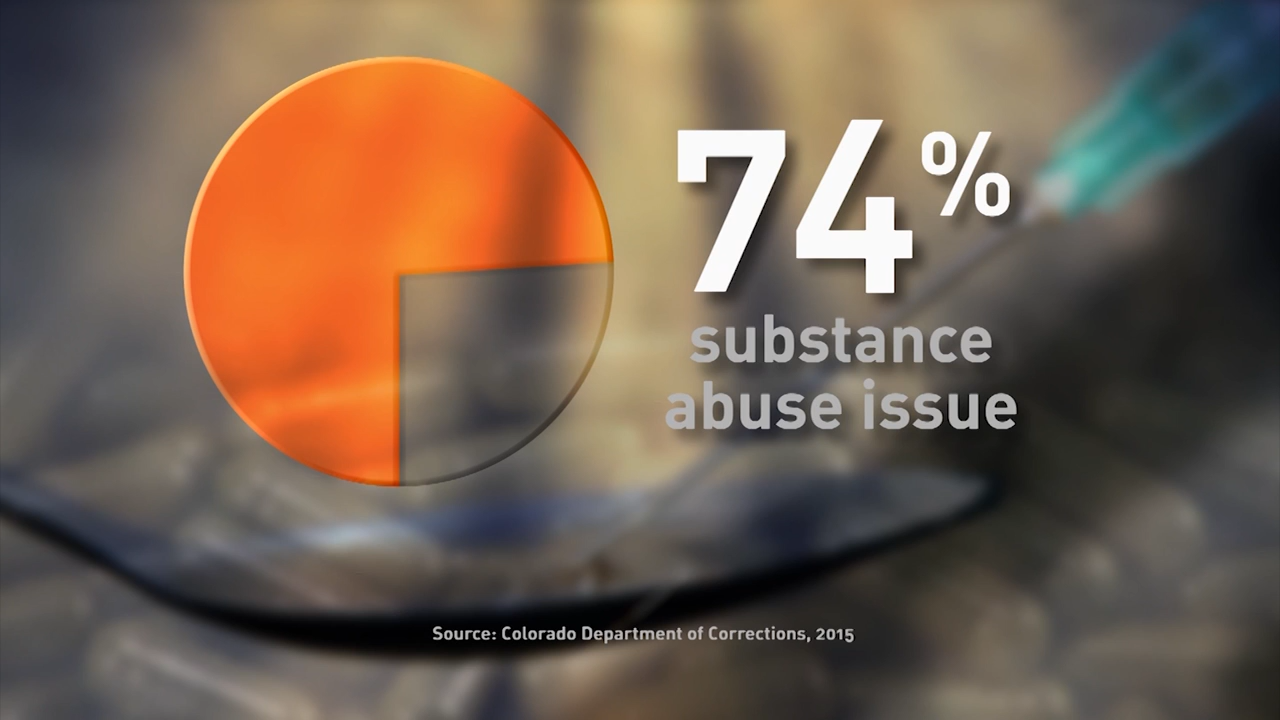 74%
substance
abuse issue
Source: Colorado Department of Corrections, 2015